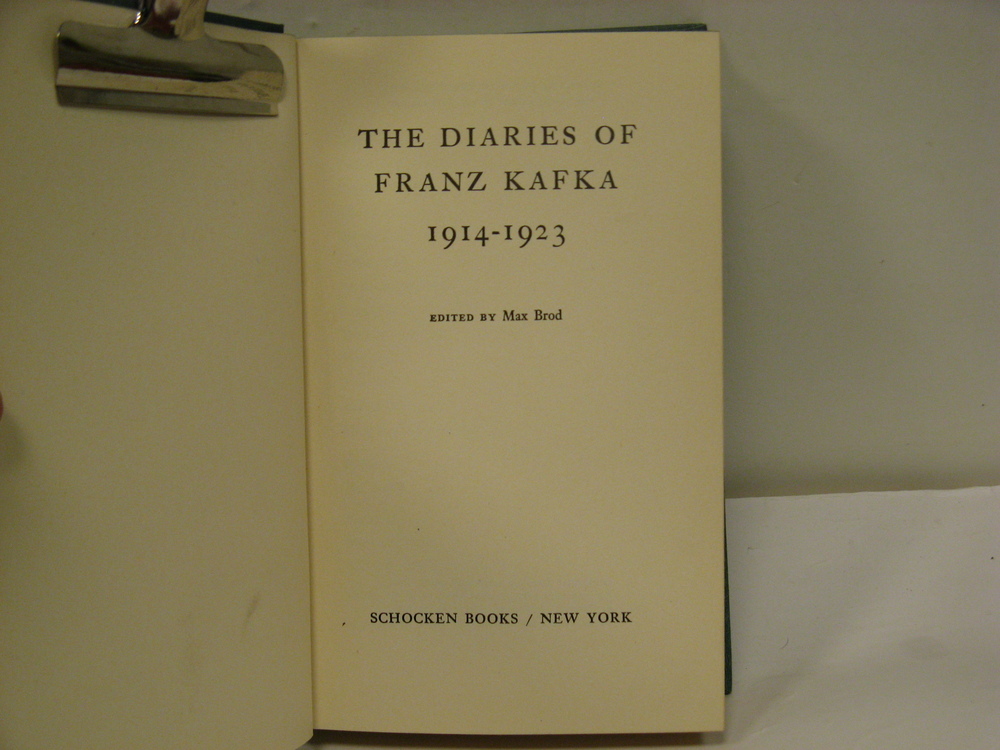 THE DIARIES OF
FRANZ KAFKA
1914-1923
EDITED BY Max Brod
SCHOCKEN BOOKS / NEW YORK